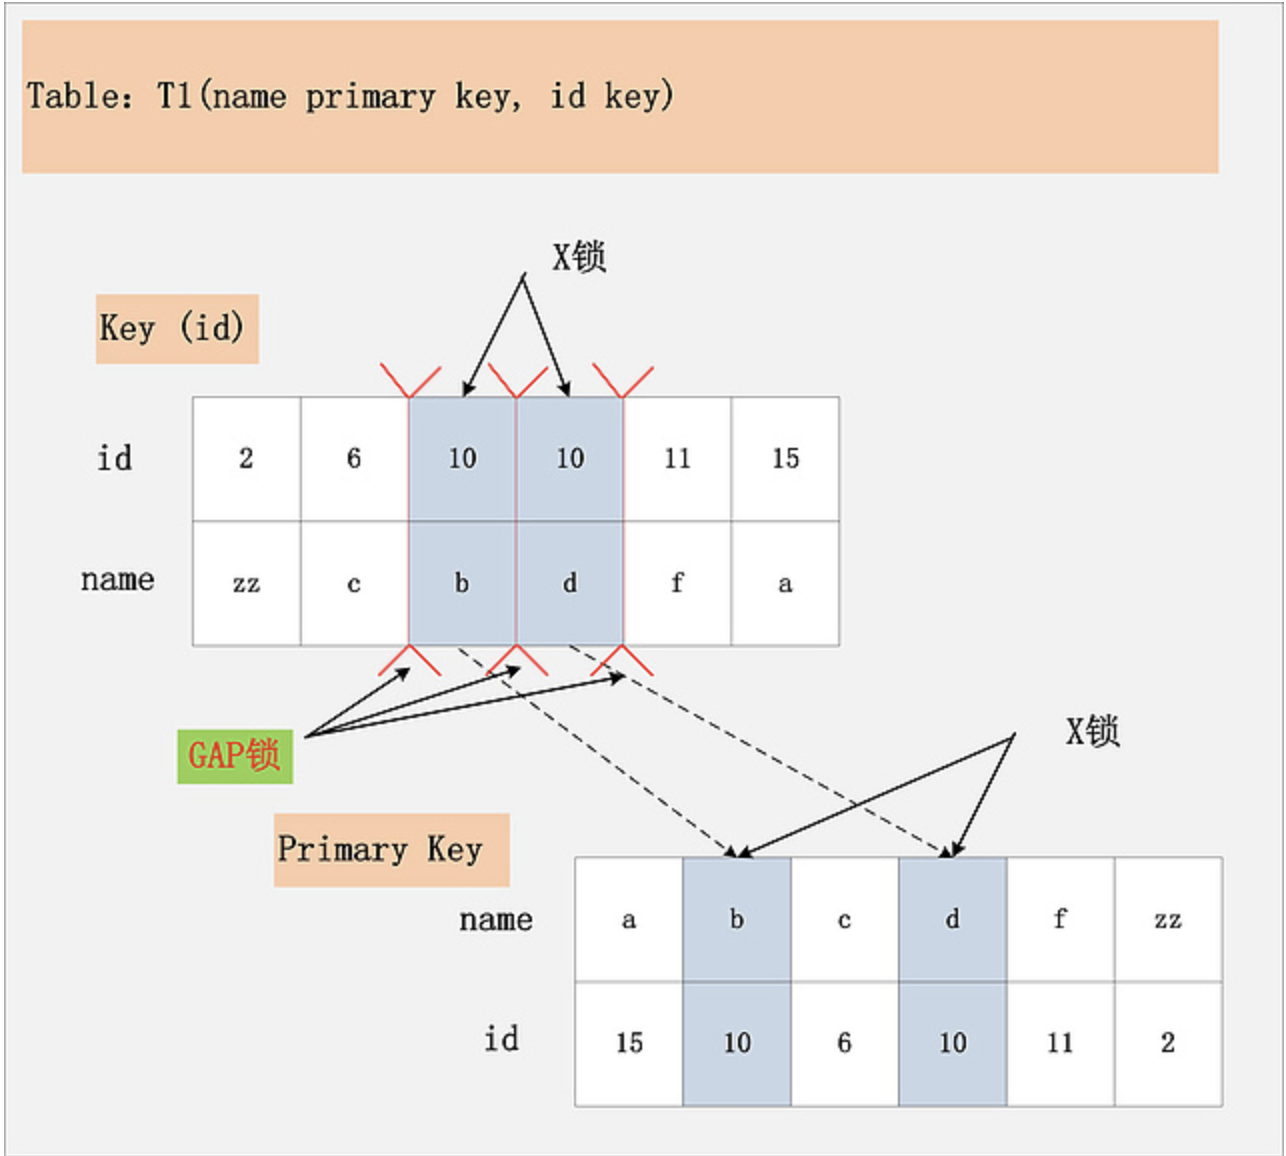 Table: T1(name primary key, id key)
X锁
Key (id)
id 2 6 10 10 11 15
name zz c b d f a
GAP锁
X锁
Primary Key
name a b c d f zz
id 15 10 6 10 11 2